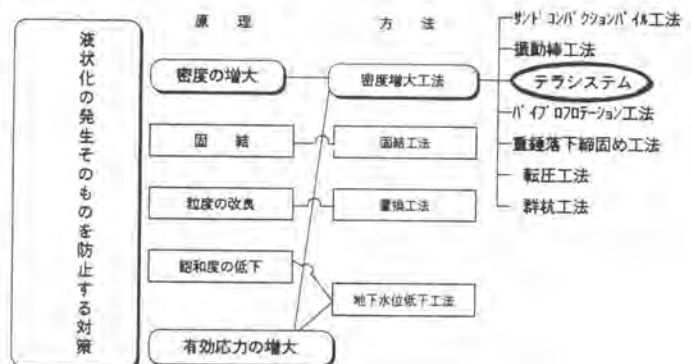 液状化の発生そのものを防止する対策
原理
方法
密度の増大
固結
粒度の改良
飽和度の低下
有効応力の増大
密度増大工法
固結工法
置換工法
地下水位低下工法
サンドコンパクションパイル工法
振動棒工法
テラシステム
バイブロフロテーション工法
重錘落下締固め工法
転圧工法
群杭工法